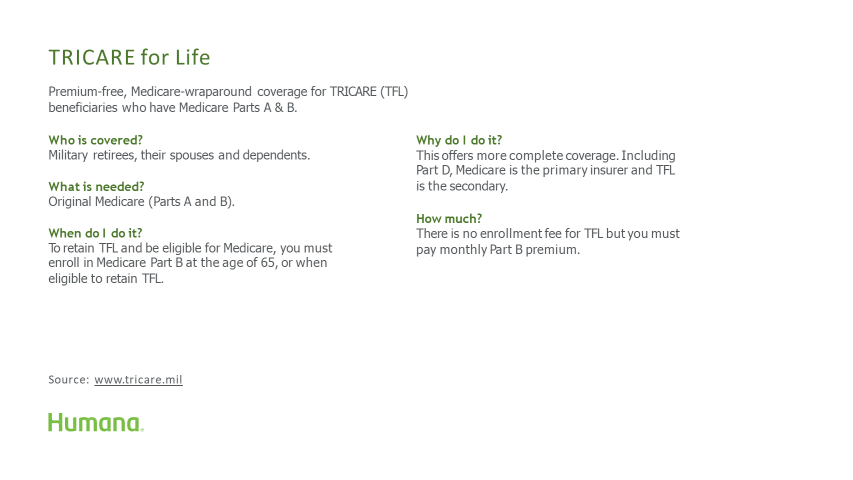 TRICARE for Life
Premium-free, Medicare-wraparound coverage for TRICARE (TFL)
beneficiaries who have Medicare Parts A & B.
Who is covered?
Military retirees, their spouses and dependents.
What is needed?
Original Medicare (Parts A and B).
When do I do it?
To retain TFL and be eligible for Medicare, you must
enroll in Medicare Part B at the age of 65, or when
eligible to retain TFL.
Why do I do it?
This offers more complete coverage. Including
Part D, Medicare is the primary insurer and TFL
is the secondary.
How much?
There is no enrollment fee for TFL but you must
pay monthly Part B premium.
Source: www.tricare.mil
Humana®